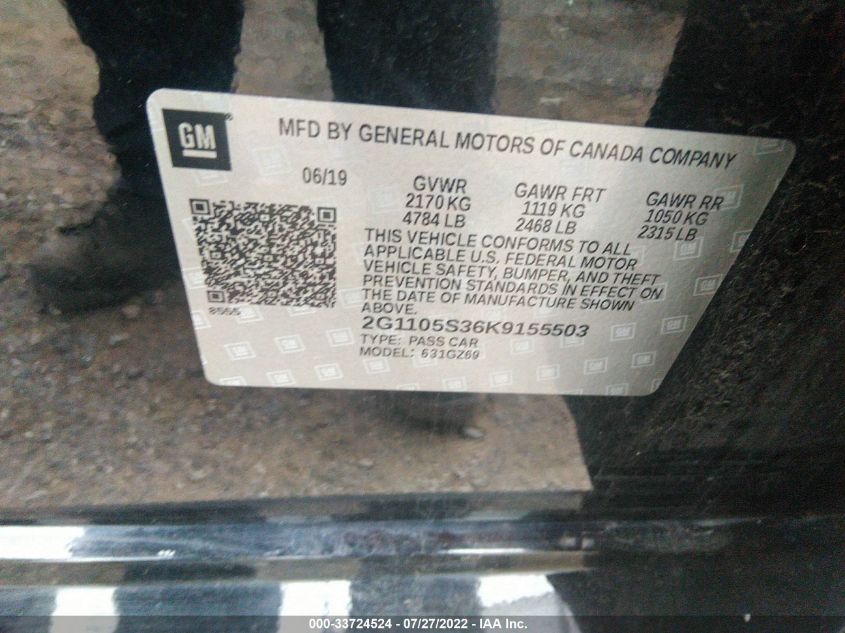 GM
MFD BY GENERAL MOTORS OF CANADA COMPANY
06/19
GVWR GAWR FRT GAWR RR
2170 KG 1119 KG 1050 KG
4784 LB 2468 LB 2315 LB
THIS VEHICLE CONFORMS TO ALL
APPLICABLE U.S. FEDERAL MOTOR
VEHICLE SAFETY, BUMPER, AND THEFT
PREVENTION STANDARDS IN EFFECT ON
THE DATE OF MANUFACTURE SHOWN
ABOVE.
8555
2G1105S36K9155503
TYPE: PASS CAR
MODEL: 631GZ69
000-33724524 - 07/27/2022 - IAA Inc.